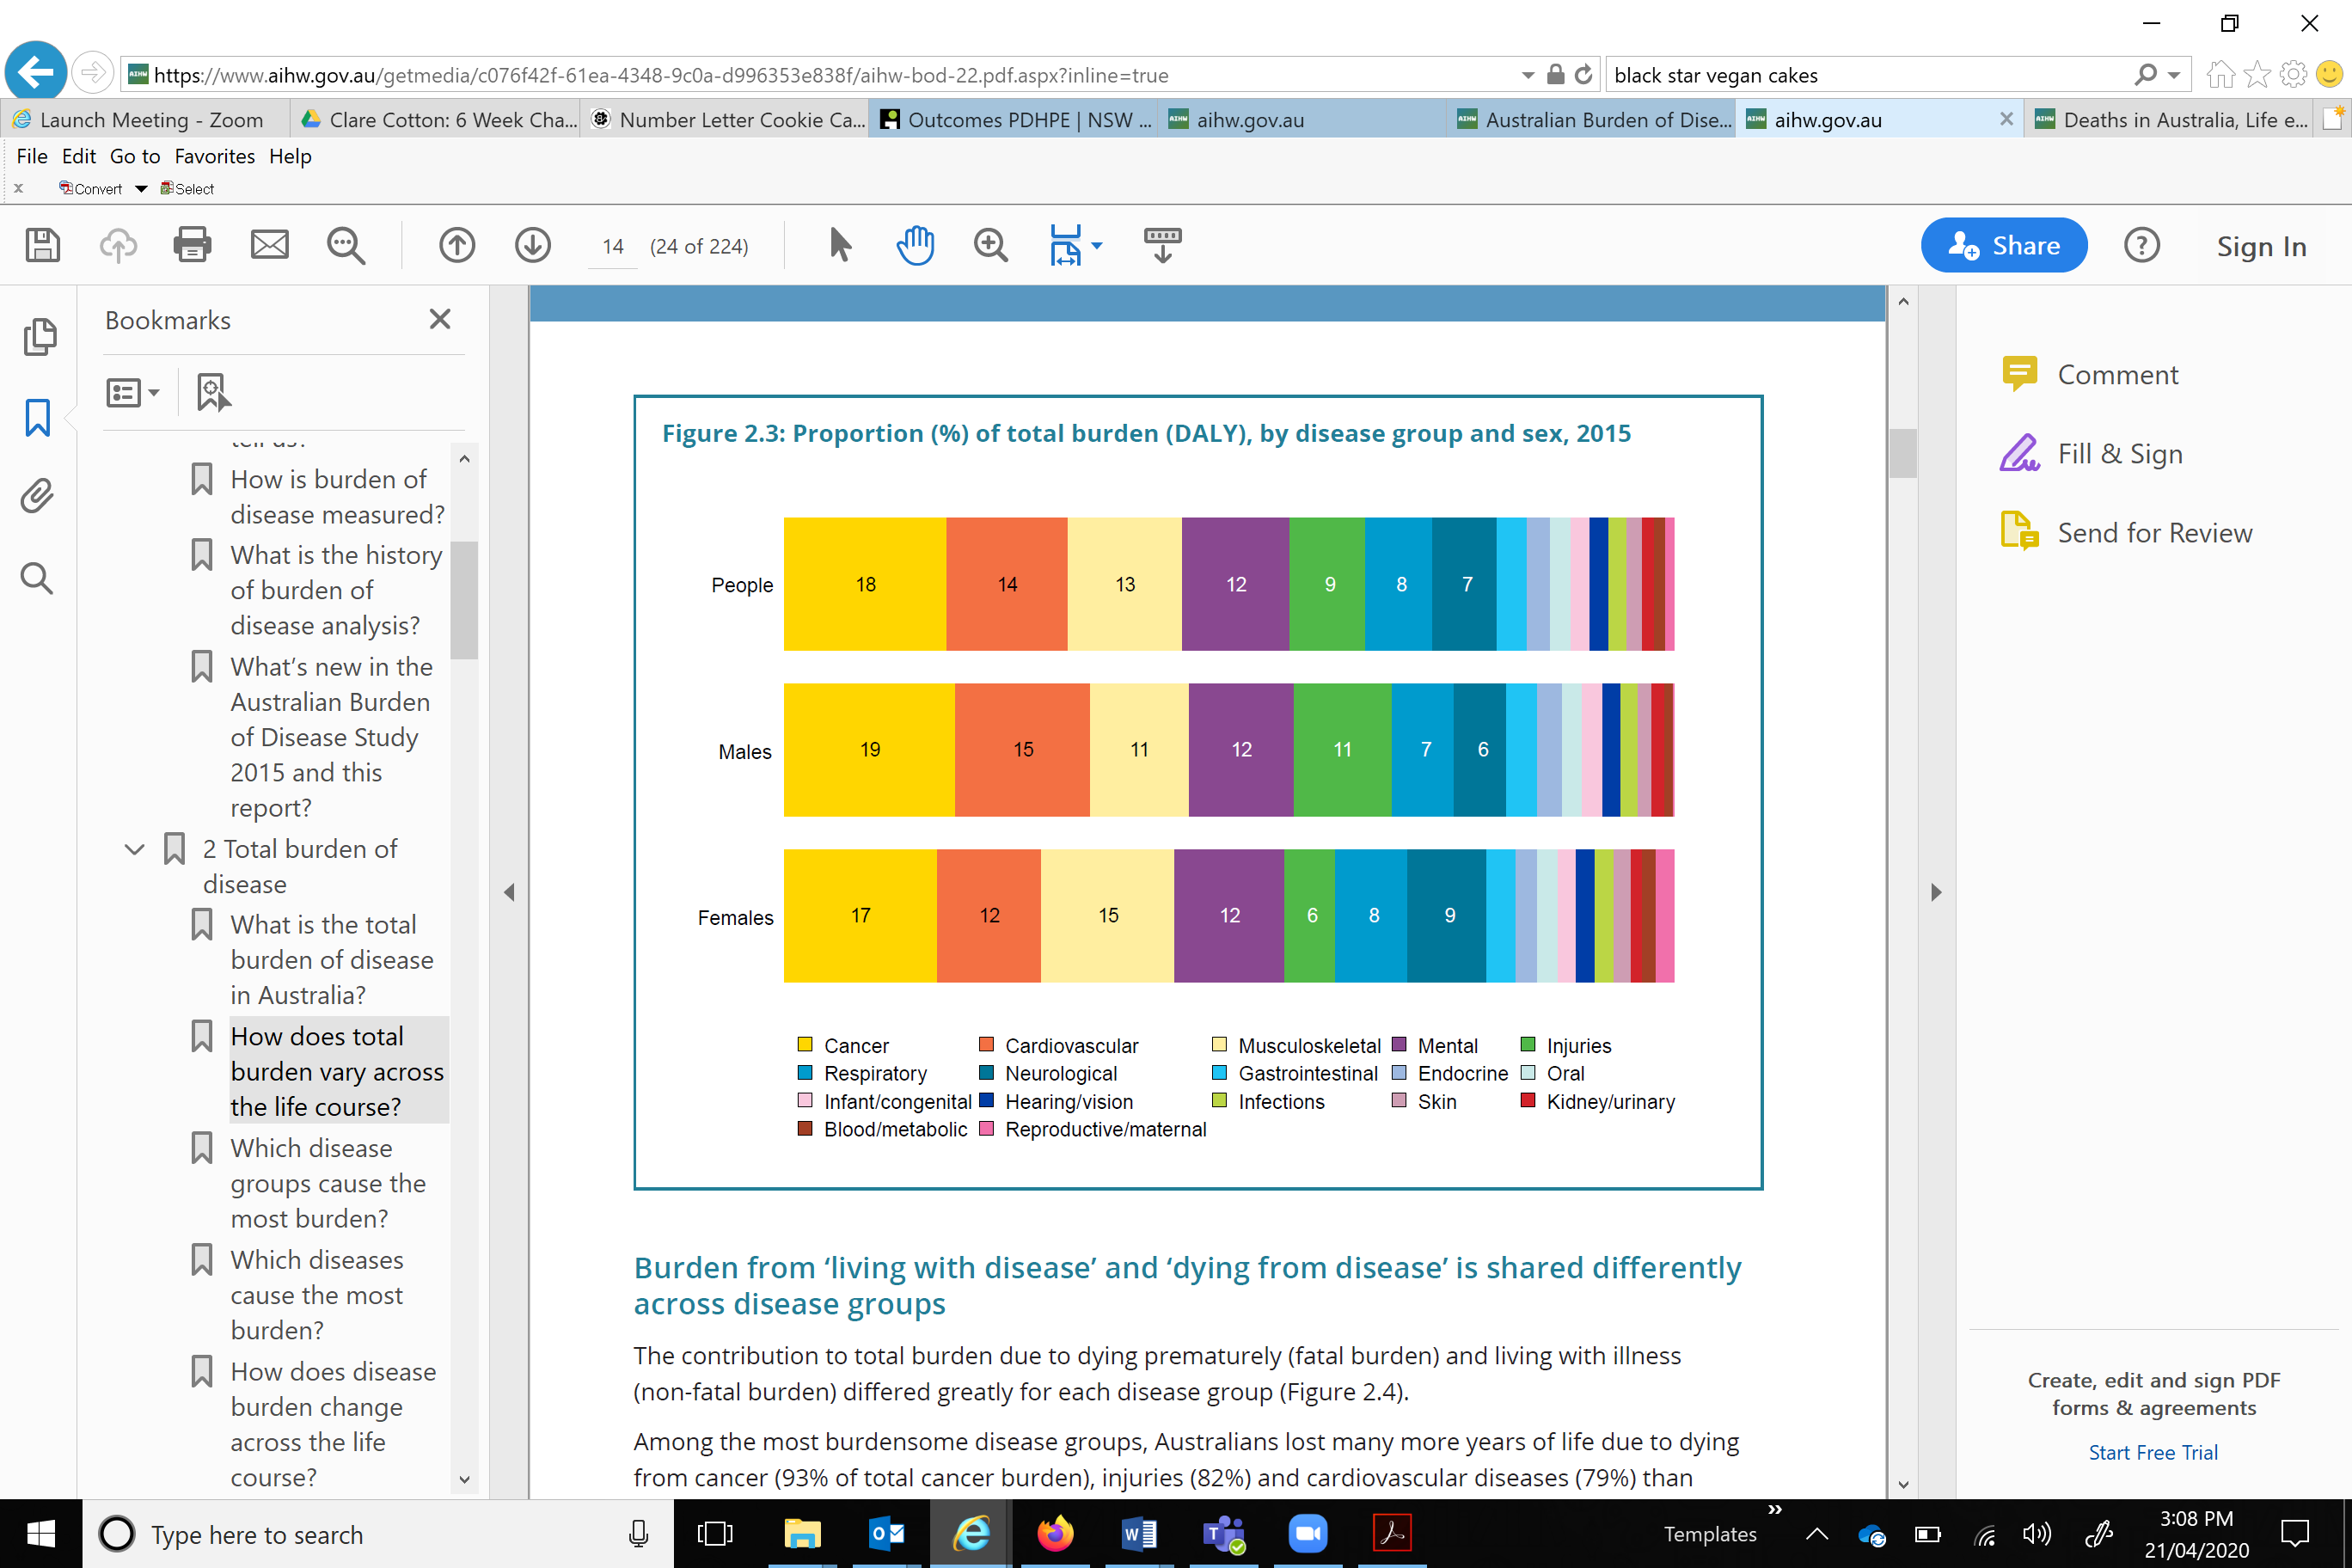 https://www.aihw.gov.au/getmedia/c076f42f-61ea-4348-9c0a-d996353e838f/aihw-bod-22.pdf.aspx?inline=true
black star vegan cakes
Launch Meeting - Zoom
Clare Cotton: 6 Week Cha...
Number Letter Cookie Ca...
Outcomes PDHPE | NSW ...
AIHW aihw.gov.au
AIHW Australian Burden of Dise...
AIHW aihw.gov.au
AIHW Deaths in Australia, Life e...
File Edit Go to Favorites Help
x Convert Select
14 (24 of 224)
Share
Sign In
Bookmarks
tell us?
How is burden of
disease measured?
What is the history
of burden of
disease analysis?
What's new in the
Australian Burden
of Disease Study
2015 and this
report?
2 Total burden of
disease
What is the total
burden of disease
in Australia?
How does total
burden vary across
the life course?
Which disease
groups cause the
most burden?
Which diseases
cause the most
burden?
How does disease
burden change
across the life
course?
Figure 2.3: Proportion (%) of total burden (DALY), by disease group and sex, 2015
People 18 14 13 12 9 8 7
Males 19 15 11 12 11 7 6
Females 17 12 15 12 6 8 9
Cancer Cardiovascular Musculoskeletal Mental Injuries
Respiratory Neurological Gastrointestinal Endocrine Oral
Infant/congenital Hearing/vision Infections Skin Kidney/urinary
Blood/metabolic Reproductive/maternal
Burden from ‘living with disease’ and ‘dying from disease’ is shared differently
across disease groups
The contribution to total burden due to dying prematurely (fatal burden) and living with illness
(non-fatal burden) differed greatly for each disease group (Figure 2.4).
Among the most burdensome disease groups, Australians lost many more years of life due to dying
from cancer (93% of total cancer burden), injuries (82%) and cardiovascular diseases (79%) than
Comment
Fill & Sign
Send for Review
Create, edit and sign PDF
forms & agreements
Start Free Trial
Type here to search
Templates
3:08 PM
21/04/2020